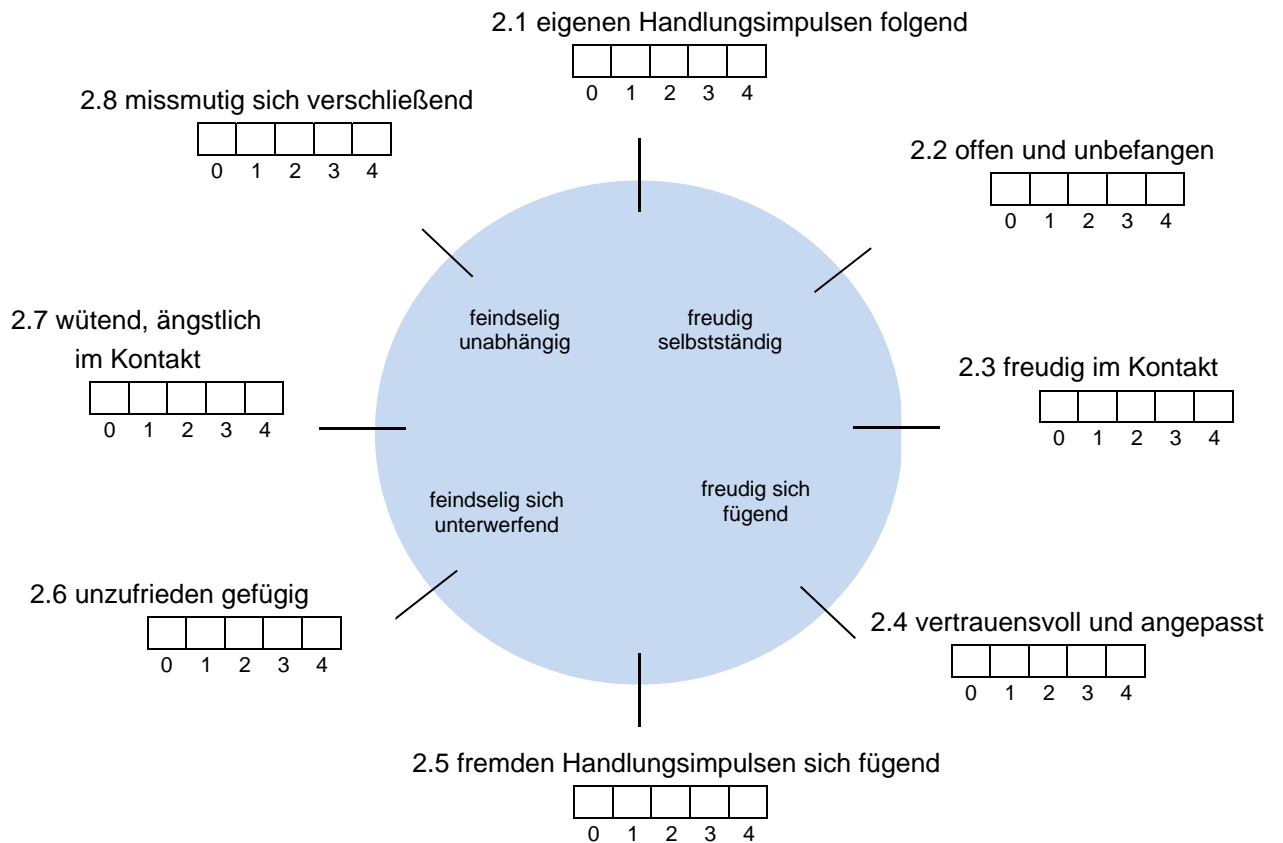 2.1 eigenen Handlungsimpulsen folgend
0 1 2 3 4
2.8 missmutig sich verschließend
0 1 2 3 4
2.2 offen und unbefangen
0 1 2 3 4
2.7 wütend, ängstlich
im Kontakt
0 1 2 3 4
feindselig
unabhängig
freudig
selbstständig
2.3 freudig im Kontakt
0 1 2 3 4
feindselig sich
unterwerfend
freudig sich
fügend
2.6 unzufrieden gefügig
0 1 2 3 4
2.4 vertrauensvoll und angepasst
0 1 2 3 4
2.5 fremden Handlungsimpulsen sich fügend
0 1 2 3 4